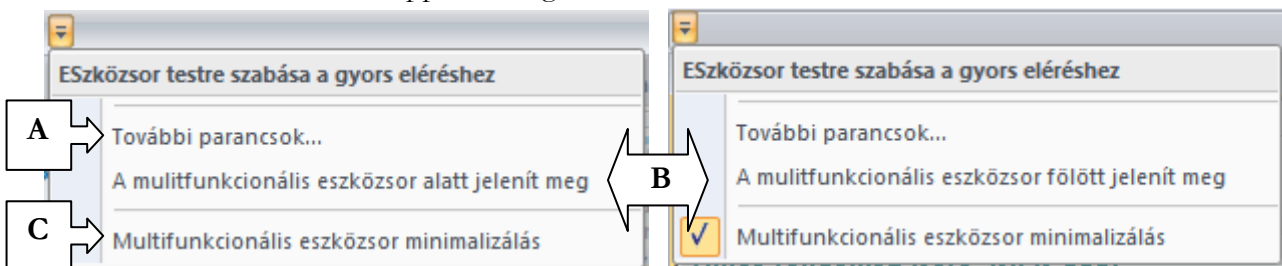 ESzközsor testre szabása a gyors eléréshez
A
További parancsok...
A mulitfunkcionális eszközsor alatt jelenít meg
C
Multifunkcionális eszközsor minimalizálás
B
ESzközsor testre szabása a gyors eléréshez
További parancsok...
A mulitfunkcionális eszközsor fölött jelenít meg
Multifunkcionális eszközsor minimalizálás